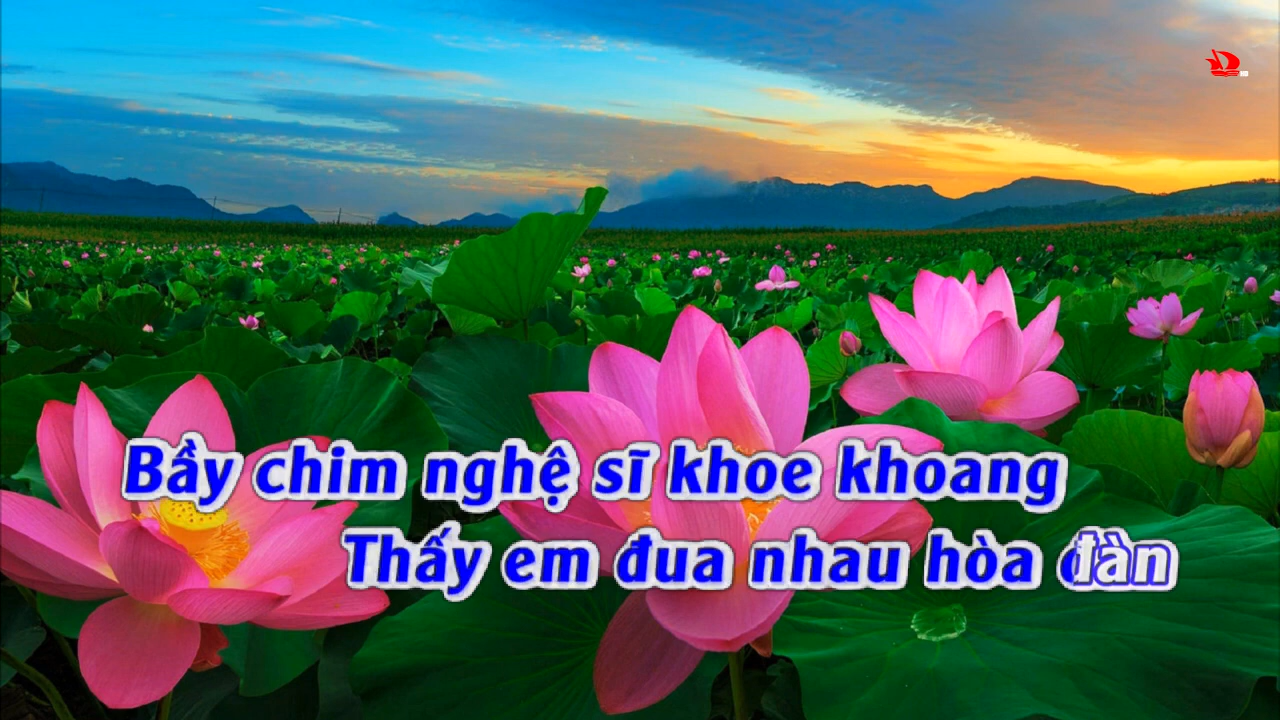 Bầy chim nghệ sĩ khoe khoang
Thấy em đua nhau hòa đàn